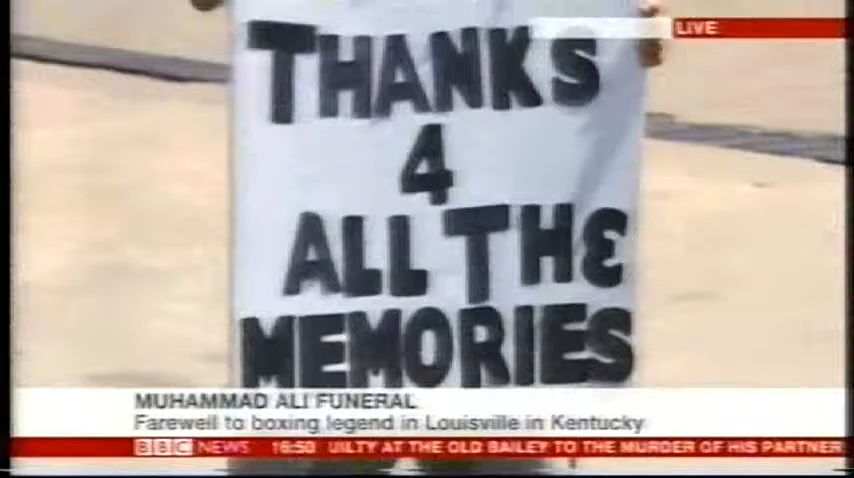 LIVE
THANKS
4
ALL THE
MEMORIES
MUHAMMAD ALI FUNERAL
Farewell to boxing legend in Louisville in Kentucky
BBC NEWS 16:50 UILTY AT THE OLD BAILEY TO THE MURDER OF HIS PARTNER